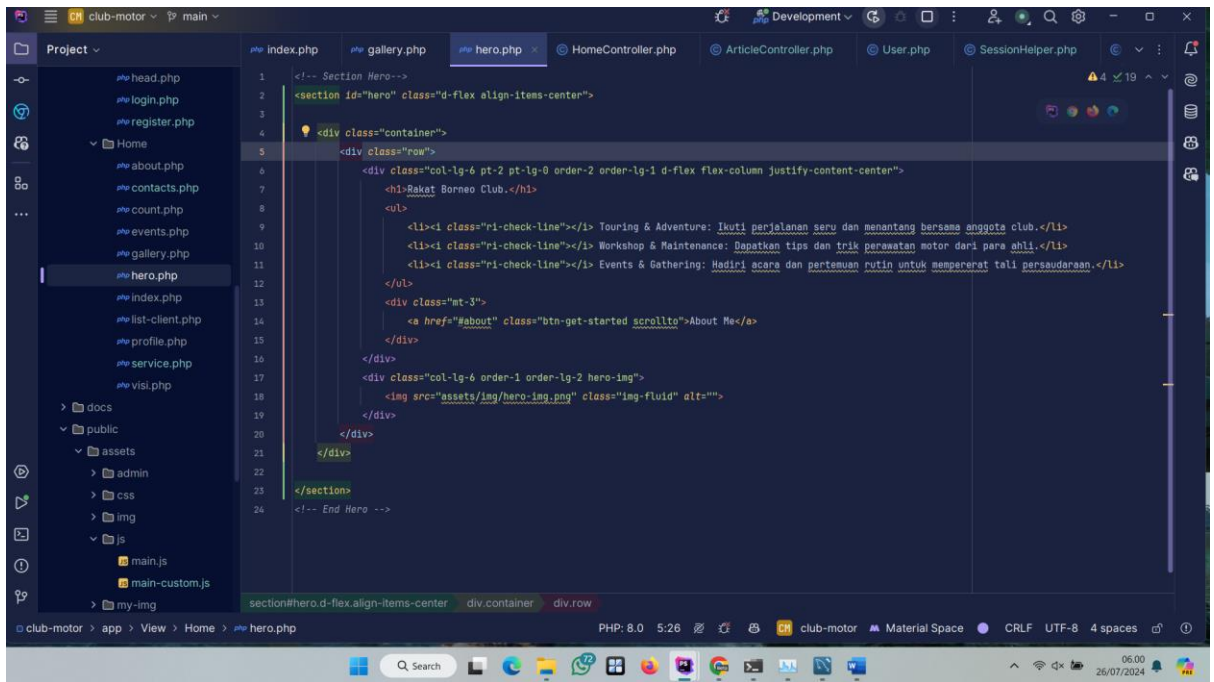 CM club-motor main Development
Project
index.php gallery.php hero.php HomeController.php ArticleController.php User.php SessionHelper.php
head.php
login.php
register.php
Home
about.php
contacts.php
count.php
events.php
gallery.php
hero.php
index.php
list-client.php
profile.php
service.php
visi.php
docs
public
assets
admin
css
img
js
main.js
main-custom.js
my-img
4 19
1 <!-- Section Hero-->
2 <section id="hero" class="d-flex align-items-center">
3
4 <div class="container">
5 <div class="row">
6 <div class="col-lg-6 pt-2 pt-lg-0 order-2 order-lg-1 d-flex flex-column justify-content-center">
7 <h1>Rakat Borneo Club.</h1>
8 <ul>
9 <li><i class="ri-check-line"></i> Touring & Adventure: Ikuti perjalanan seru dan menantang bersama anggota club.</li>
10 <li><i class="ri-check-line"></i> Workshop & Maintenance: Dapatkan tips dan trik perawatan motor dari para ahli.</li>
11 <li><i class="ri-check-line"></i> Events & Gathering: Hadiri acara dan pertemuan rutin untuk mempererat tali persaudaraan.</li>
12 </ul>
13 <div class="mt-3">
14 <a href="#about" class="btn-get-started scrollto">About Me</a>
15 </div>
16 </div>
17 <div class="col-lg-6 order-1 order-lg-2 hero-img">
18 <img src="assets/img/hero-img.png" class="img-fluid" alt="">
19 </div>
20 </div>
21 </div>
22
23 </section>
24 <!-- End Hero -->
section#hero.d-flex.align-items-center div.container div.row
club-motor > app > View > Home > hero.php PHP: 8.0 5:26 CM club-motor Material Space CRLF UTF-8 4 spaces
Search 72 06.00
26/07/2024